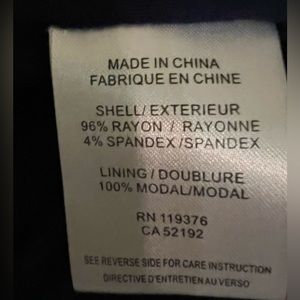 MADE IN CHINA
FABRIQUE EN CHINE
SHELL/EXTERIEUR
96% RAYON / RAYONNE
4% SPANDEX/SPANDEX
LINING/DOUBLURE
100% MODAL/MODAL
RN 119376
CA 52192
SEE REVERSE SIDE FOR CARE INSTRUCTION
DIRECTIVE D'ENTRETIEN AU VERSO